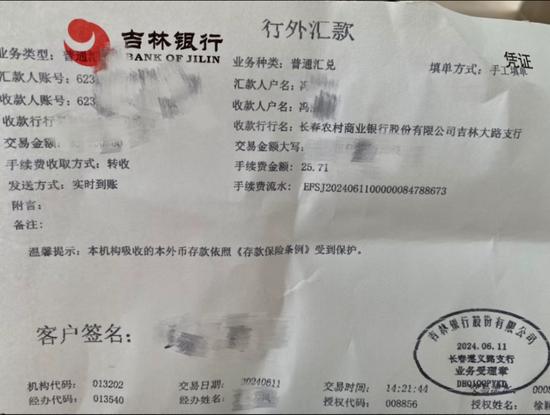 吉林银行
BANK OF JILIN
行外汇款
凭证
业务类型：普通汇兑
业务种类：普通汇兑
填单方式：手工填单
汇款人账号：623
汇款人户名：冯
收款人账号：623
收款人户名：冯
收款行行
收款行行名：长春农村商业银行股份有限公司吉林大路支行
交易金额
交易金额大写：
手续费收取方式：转收
手续费金额：25.71
发送方式：实时到账
手续费流水：EFSJ20240611000008478​8673
附言：
备注：
温馨提示：本机构吸收的本外币存款依照《存款保险条例》受到保护。
客户签名：
吉林银行股份有限公司
2024.06.11
长春遵义路支行
业务受理章
机构代码：013202
交易日期：20240611
交易时间：14:21:44
交易
经办代码：013540
经办姓名：
授权代码：008856
授权姓名：